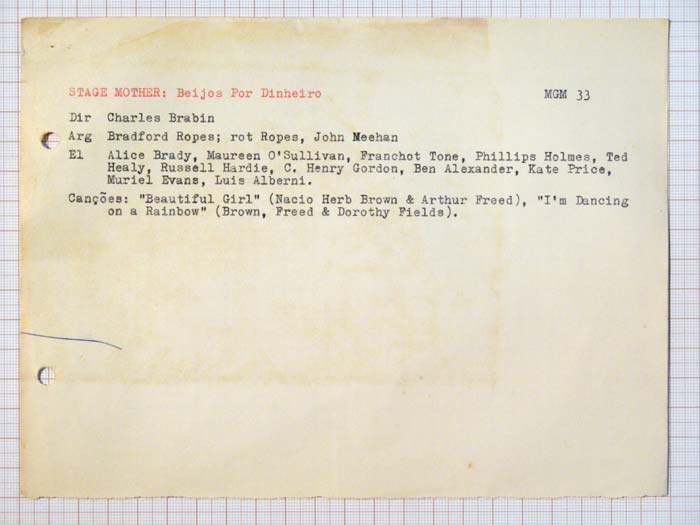 STAGE MOTHER: Beijos Por Dinheiro MGM 33
Dir Charles Brabin
Arg Bradford Ropes; rot Ropes, John Meehan
El Alice Brady, Maureen O'Sullivan, Franchot Tone, Phillips Holmes, Ted
Healy, Russell Hardie, C. Henry Gordon, Ben Alexander, Kate Price,
Muriel Evans, Luis Alberni.
Canções: "Beautiful Girl" (Nacio Herb Brown & Arthur Freed), "I'm Dancing
on a Rainbow" (Brown, Freed & Dorothy Fields).